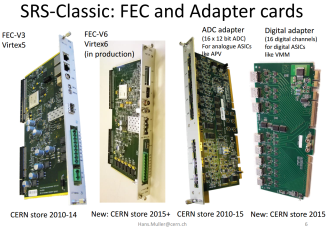 SRS-Classic: FEC and Adapter cards
FEC-V3
Virtex5
FEC-V6
Virtex6
(in production)
ADC adapter
(16 x 12 bit ADC)
For analogue ASICs
like APV
Digital adapter
(16 digital channels)
for digital ASICs
like VMM
CERN store 2010-14
New: CERN store 2015+
CERN store 2010-15
New: CERN store 2015
Hans.Muller@cern.ch
6